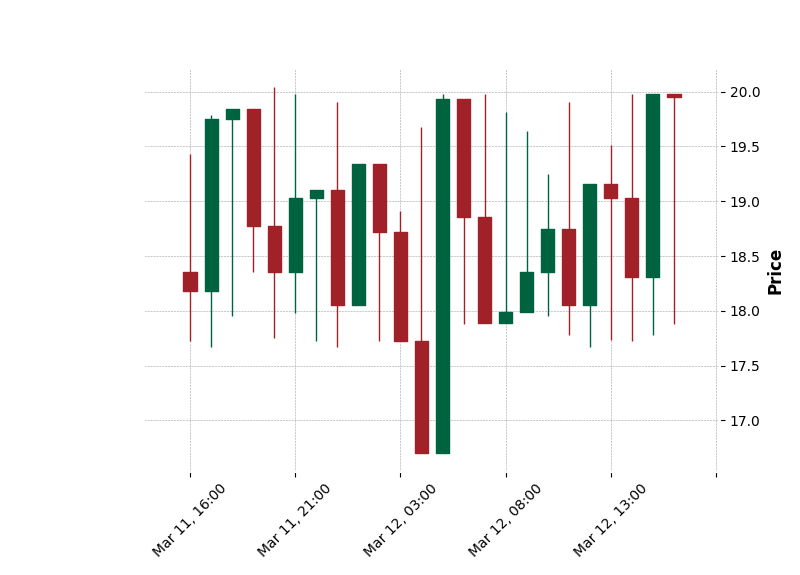 20.0
19.5
19.0
18.5
18.0
17.5
17.0
Price
Mar 11, 16:00
Mar 11, 21:00
Mar 12, 03:00
Mar 12, 08:00
Mar 12, 13:00